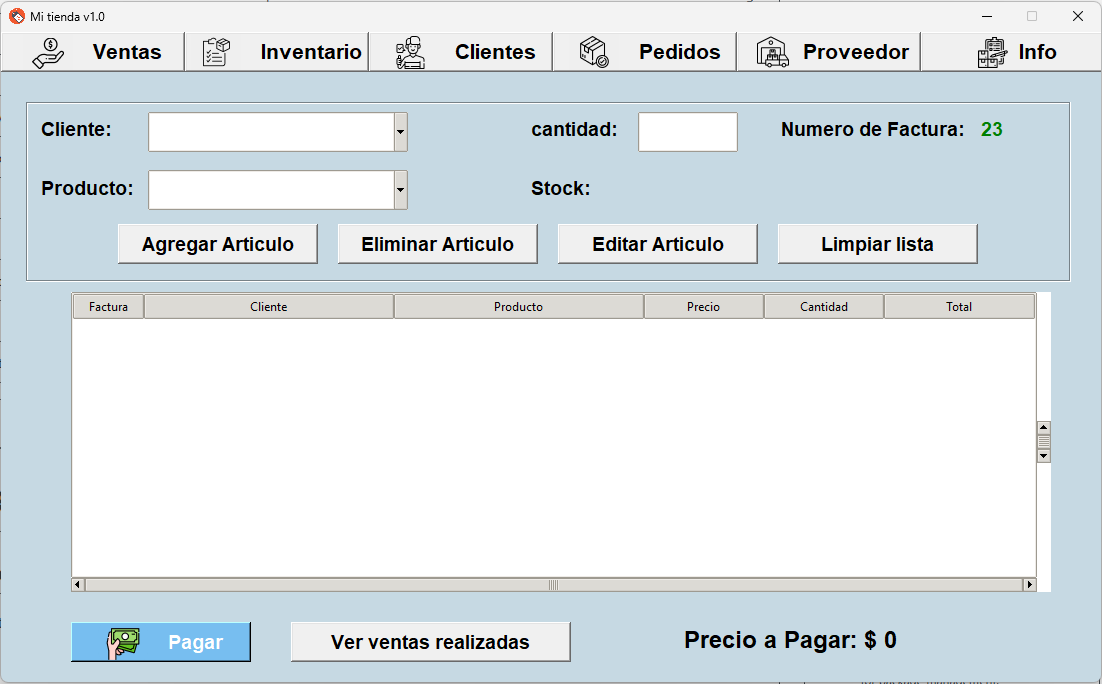 Mi tienda v1.0
Ventas Inventario Clientes Pedidos Proveedor Info
Cliente: cantidad: Numero de Factura: 23
Producto: Stock:
Agregar Articulo Eliminar Articulo Editar Articulo Limpiar lista
Factura Cliente Producto Precio Cantidad Total
Pagar Ver ventas realizadas Precio a Pagar: $ 0